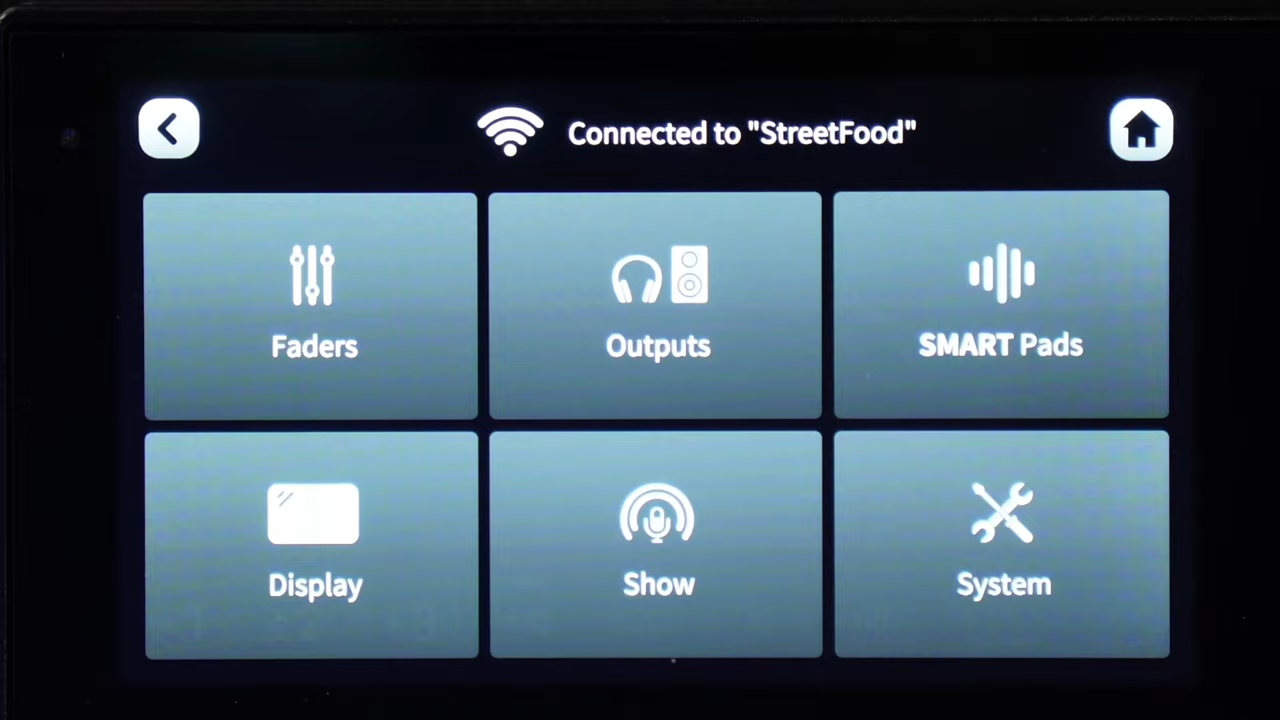 Connected to "StreetFood"
Faders
Outputs
SMART Pads
Display
Show
System